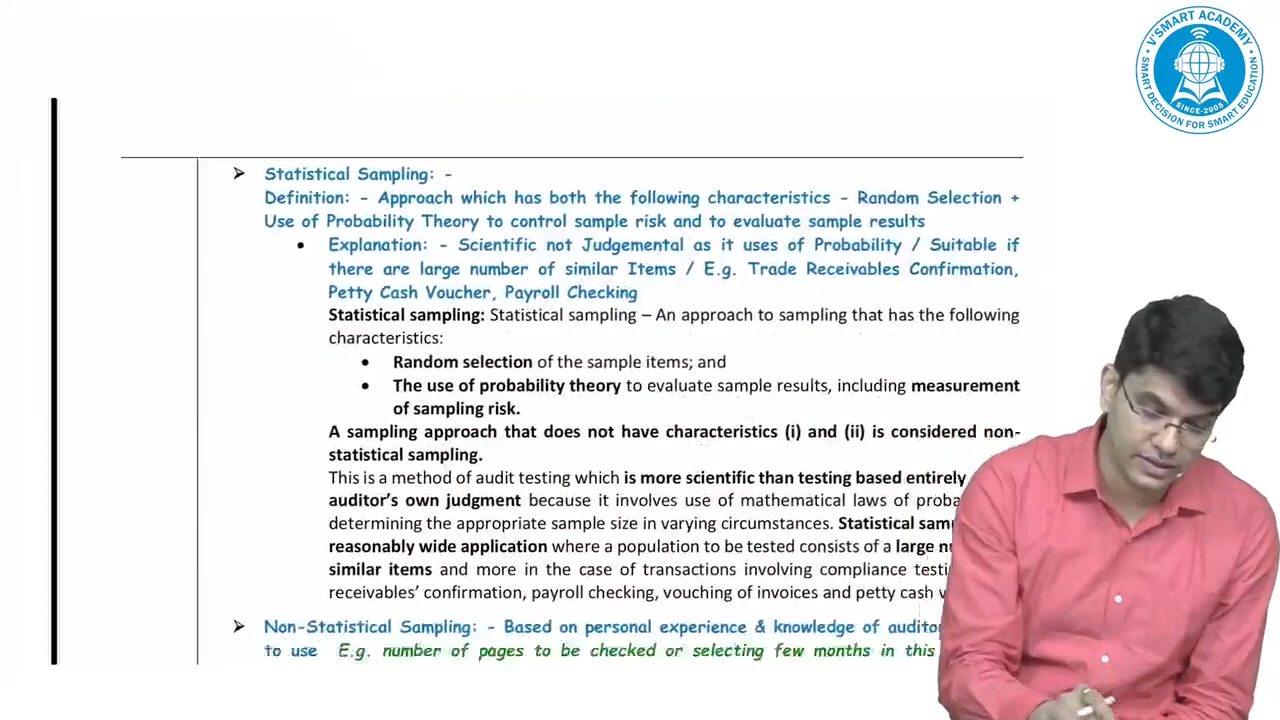 V'SMART ACADEMY
SINCE-2005
SMART DECISION FOR SMART EDUCATION
Statistical Sampling: -
Definition: - Approach which has both the following characteristics - Random Selection +
Use of Probability Theory to control sample risk and to evaluate sample results
Explanation: - Scientific not Judgemental as it uses of Probability / Suitable if
there are large number of similar Items / E.g. Trade Receivables Confirmation,
Petty Cash Voucher, Payroll Checking
Statistical sampling: Statistical sampling – An approach to sampling that has the following
characteristics:
Random selection of the sample items; and
The use of probability theory to evaluate sample results, including measurement
of sampling risk.
A sampling approach that does not have characteristics (i) and (ii) is considered non-
statistical sampling.
This is a method of audit testing which is more scientific than testing based entirely
auditor's own judgment because it involves use of mathematical laws of
determining the appropriate sample size in varying circumstances. Statistical
reasonably wide application where a population to be tested consists of a large
similar items and more in the case of transactions involving compliance
receivables' confirmation, payroll checking, vouching of invoices and petty cash
Non-Statistical Sampling: - Based on personal experience & knowledge of
to use E.g. number of pages to be checked or selecting few months in this